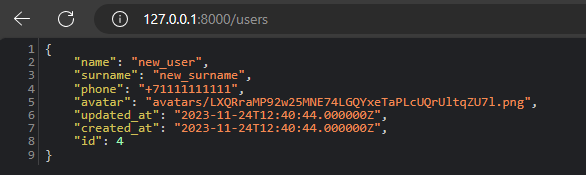 127.0.0.1:8000/users
1 {
2 "name": "new_user",
3 "surname": "new_surname",
4 "phone": "+71111111111",
5 "avatar": "avatars/LXQRraMP92w25MNE74LGQYxeTaPLcUQrUltqZU7l.png",
6 "updated_at": "2023-11-24T12:40:44.000000Z",
7 "created_at": "2023-11-24T12:40:44.000000Z",
8 "id": 4
9 }